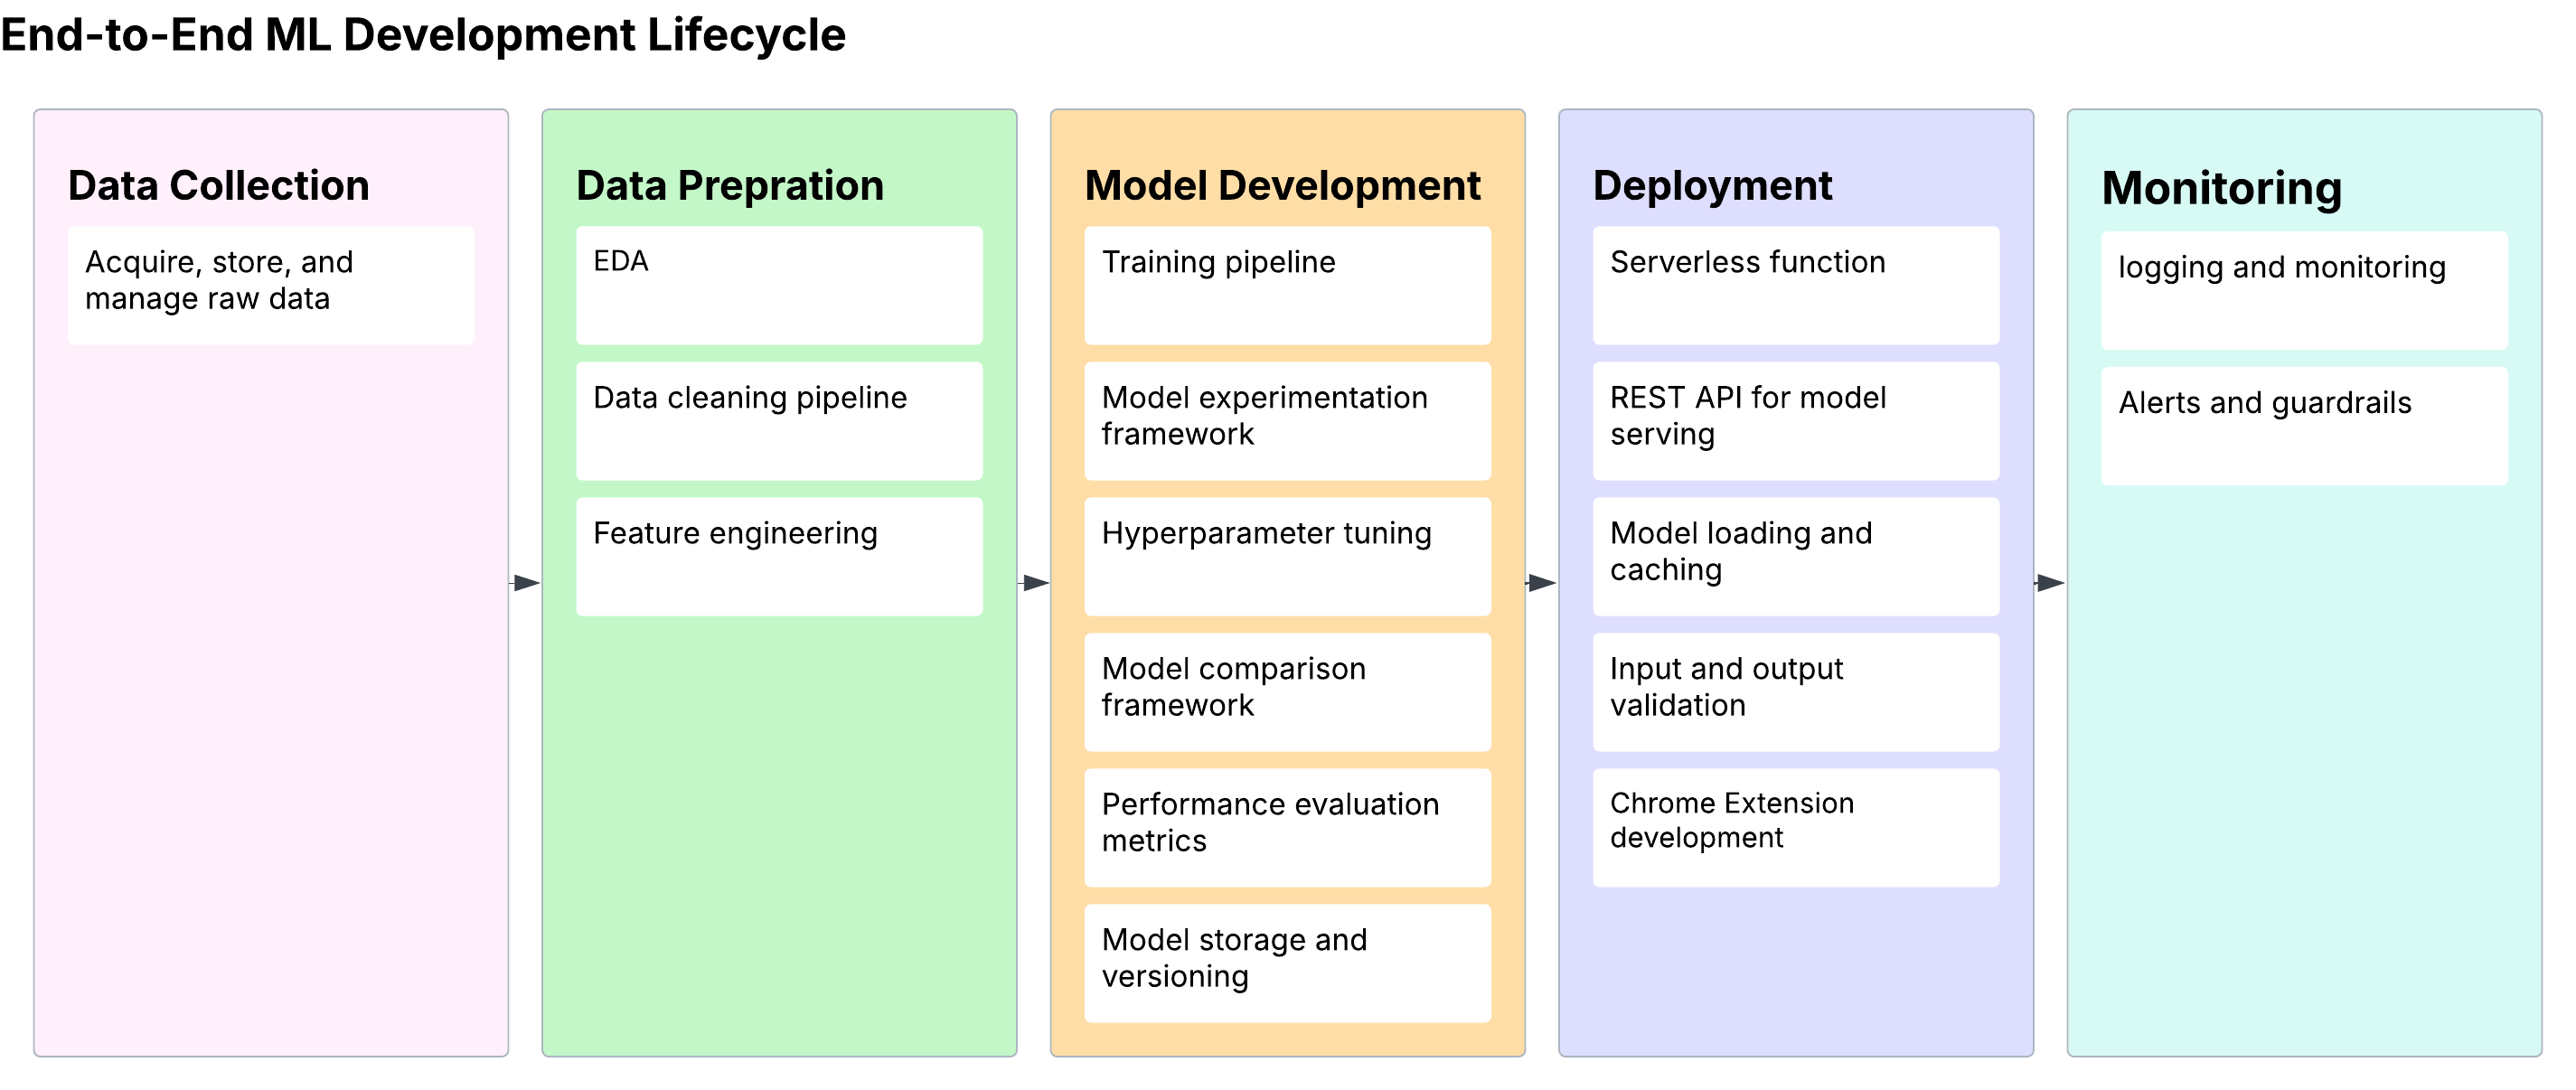 End-to-End ML Development Lifecycle
Data Collection
Acquire, store, and
manage raw data
Data Prepration
EDA
Data cleaning pipeline
Feature engineering
Model Development
Training pipeline
Model experimentation
framework
Hyperparameter tuning
Model comparison
framework
Performance evaluation
metrics
Model storage and
versioning
Deployment
Serverless function
REST API for model
serving
Model loading and
caching
Input and output
validation
Chrome Extension
development
Monitoring
logging and monitoring
Alerts and guardrails